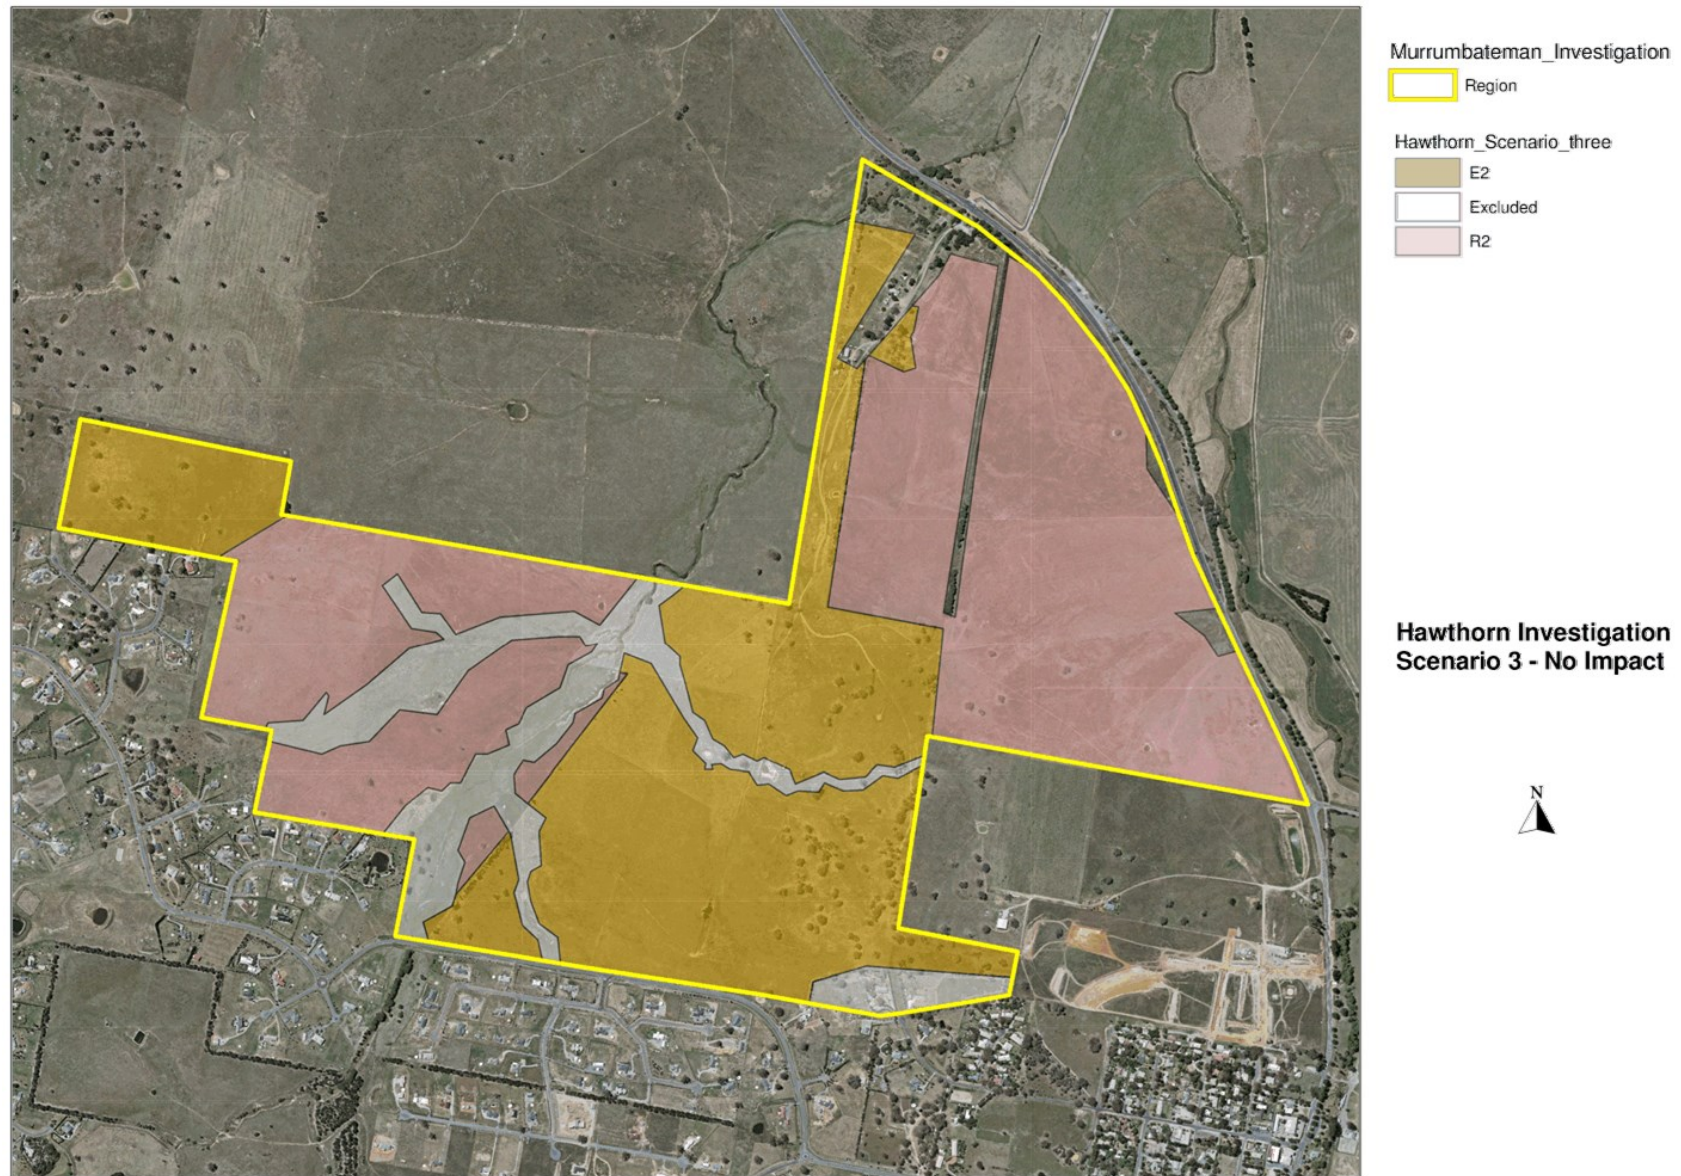 Murrumbateman_Investigation
Region
Hawthorn_Scenario_three
E2
Excluded
R2
Hawthorn Investigation
Scenario 3 - No Impact
N